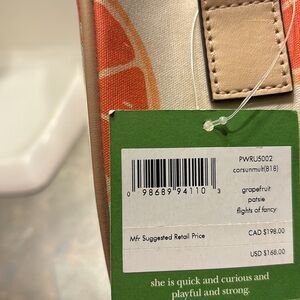 PWRU5002
corsunmult(818)
grapefruit
patsie
flights of fancy
0 98689 94110 3
Mfr Suggested Retail Price
CAD $198.00
USD $168.00
she is quick and curious and
playful and strong.